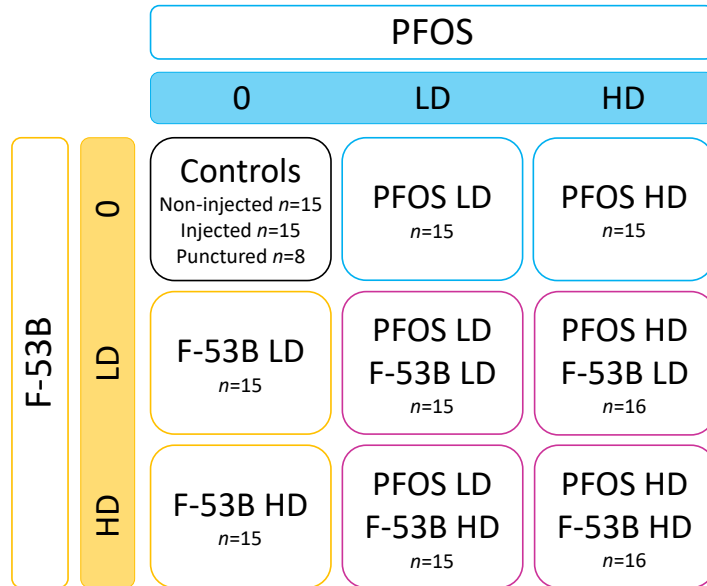 PFOS
0 LD HD
F-53B
0
Controls
Non-injected n=15
Injected n=15
Punctured n=8
PFOS LD
n=15
PFOS HD
n=15
LD
F-53B LD
n=15
PFOS LD
F-53B LD
n=15
PFOS HD
F-53B LD
n=16
HD
F-53B HD
n=15
PFOS LD
F-53B HD
n=15
PFOS HD
F-53B HD
n=16